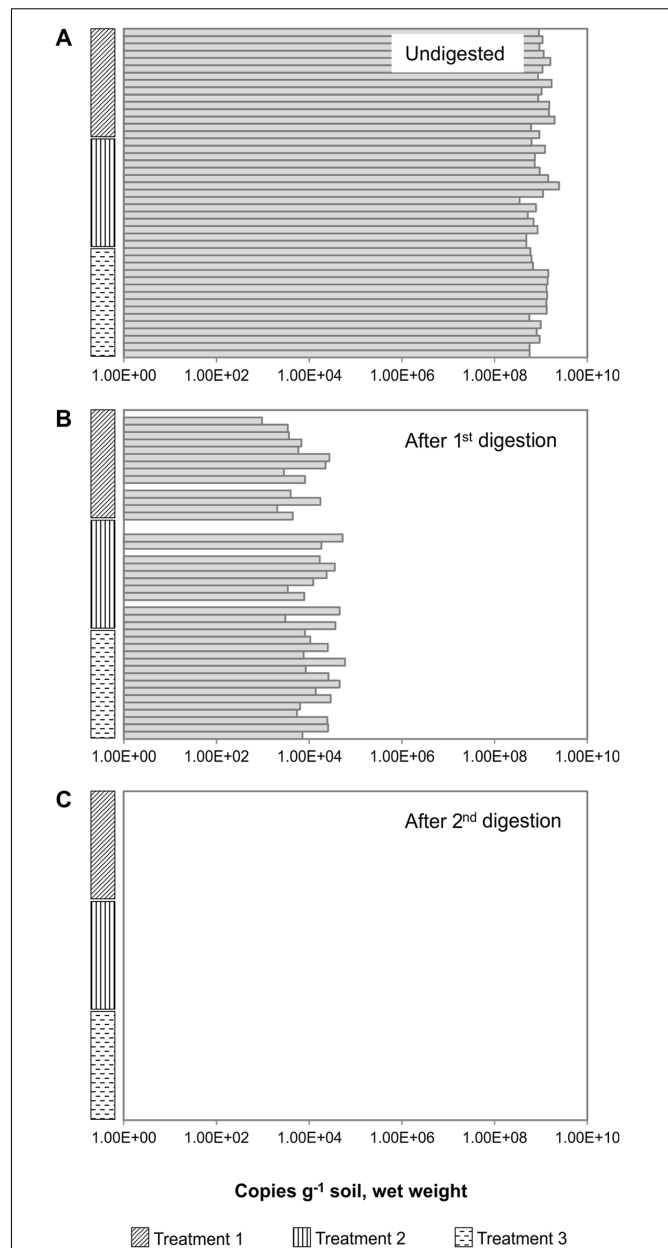 A
Undigested
1.00E+00 1.00E+02 1.00E+04 1.00E+06 1.00E+08 1.00E+10
B
After 1st digestion
1.00E+00 1.00E+02 1.00E+04 1.00E+06 1.00E+08 1.00E+10
C
After 2nd digestion
1.00E+00 1.00E+02 1.00E+04 1.00E+06 1.00E+08 1.00E+10
Copies g-1 soil, wet weight
Treatment 1 Treatment 2 Treatment 3